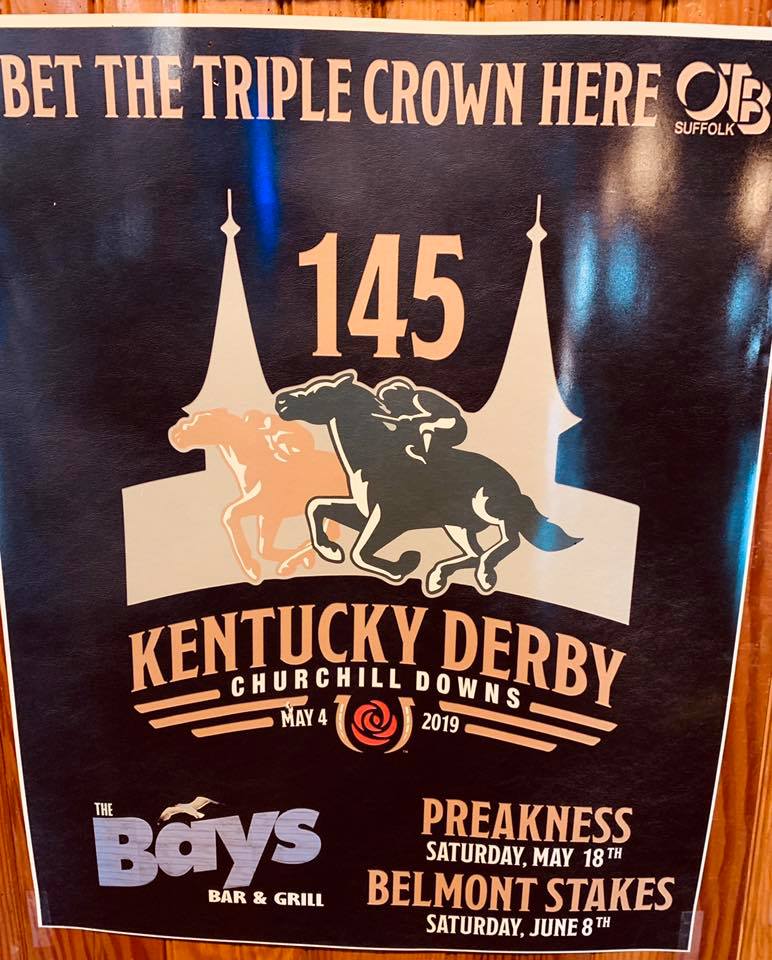 BET THE TRIPLE CROWN HERE
OTB
SUFFOLK
145
KENTUCKY DERBY
CHURCHILL DOWNS
MAY 4 2019
THE
Bays
BAR & GRILL
PREAKNESS
SATURDAY, MAY 18TH
BELMONT STAKES
SATURDAY, JUNE 8TH